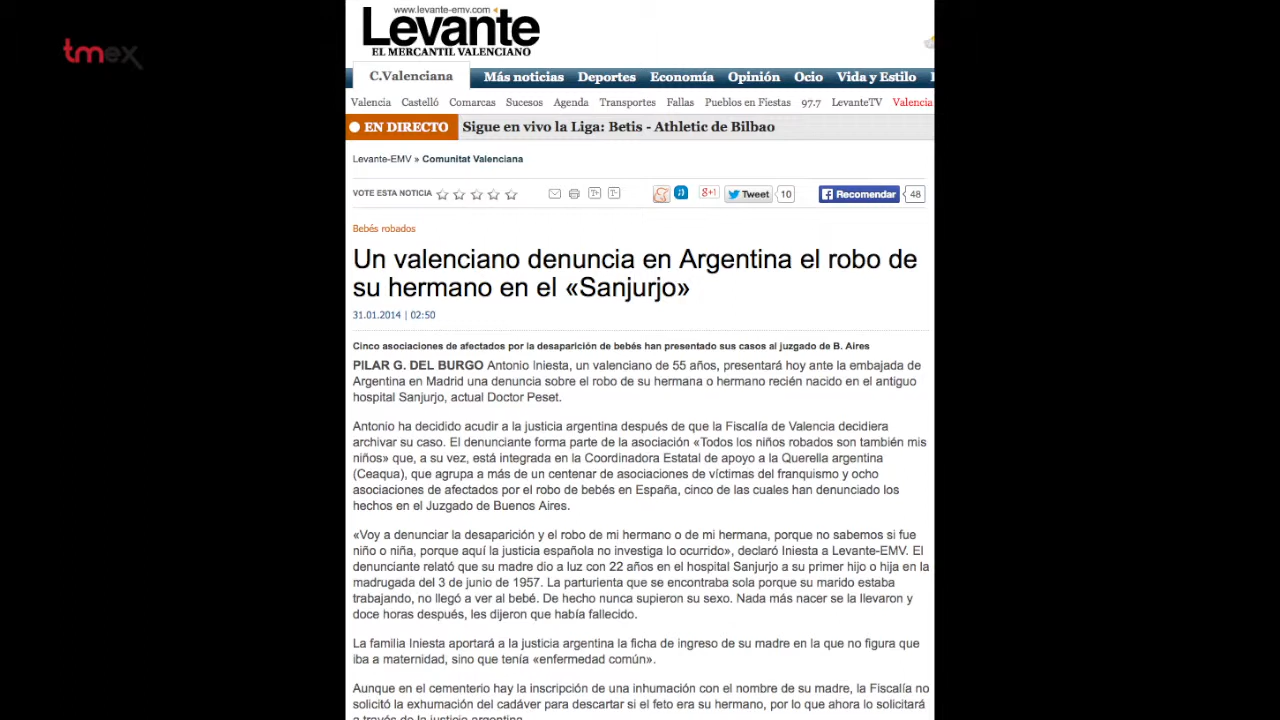 tmex
www.levante-emv.com
Levante
EL MERCANTIL VALENCIANO
C.Valenciana Más noticias Deportes Economía Opinión Ocio Vida y Estilo
Valencia Castelló Comarcas Sucesos Agenda Transportes Fallas Pueblos en Fiestas 97.7 LevanteTV Valencia
EN DIRECTO Sigue en vivo la Liga: Betis - Athletic de Bilbao
Levante-EMV » Comunitat Valenciana
VOTE ESTA NOTICIA T+ T- g+1 Tweet 10 Recomendar 48
Bebés robados
Un valenciano denuncia en Argentina el robo de
su hermano en el «Sanjurjo»
31.01.2014 | 02:50
Cinco asociaciones de afectados por la desaparición de bebés han presentado sus casos al juzgado de B. Aires
PILAR G. DEL BURGO Antonio Iniesta, un valenciano de 55 años, presentará hoy ante la embajada de
Argentina en Madrid una denuncia sobre el robo de su hermana o hermano recién nacido en el antiguo
hospital Sanjurjo, actual Doctor Peset.
Antonio ha decidido acudir a la justicia argentina después de que la Fiscalía de Valencia decidiera
archivar su caso. El denunciante forma parte de la asociación «Todos los niños robados son también mis
niños» que, a su vez, está integrada en la Coordinadora Estatal de apoyo a la Querella argentina
(Ceaqua), que agrupa a más de un centenar de asociaciones de víctimas del franquismo y ocho
asociaciones de afectados por el robo de bebés en España, cinco de las cuales han denunciado los
hechos en el Juzgado de Buenos Aires.
«Voy a denunciar la desaparición y el robo de mi hermano o de mi hermana, porque no sabemos si fue
niño o niña, porque aquí la justicia española no investiga lo ocurrido», declaró Iniesta a Levante-EMV. El
denunciante relató que su madre dio a luz con 22 años en el hospital Sanjurjo a su primer hijo o hija en la
madrugada del 3 de junio de 1957. La parturienta que se encontraba sola porque su marido estaba
trabajando, no llegó a ver al bebé. De hecho nunca supieron su sexo. Nada más nacer se la llevaron y
doce horas después, les dijeron que había fallecido.
La familia Iniesta aportará a la justicia argentina la ficha de ingreso de su madre en la que no figura que
iba a maternidad, sino que tenía «enfermedad común».
Aunque en el cementerio hay la inscripción de una inhumación con el nombre de su madre, la Fiscalía no
solicitó la exhumación del cadáver para descartar si el feto era su hermano, por lo que ahora lo solicitará
a través de la justicia argentina.